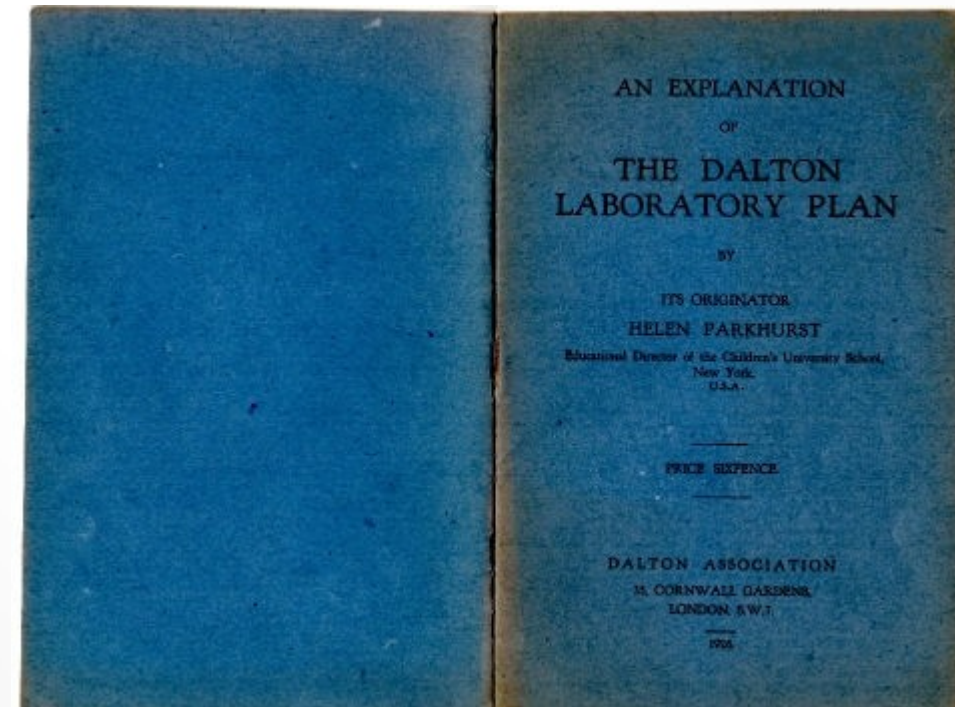 AN EXPLANATION
OF
THE DALTON
LABORATORY PLAN
BY
ITS ORIGINATOR
HELEN PARKHURST
Educational Director of the Children's University School,
New York.
U.S.A.
PRICE SIXPENCE
DALTON ASSOCIATION
CORNWALL GARDENS,
LONDON, S.W.7